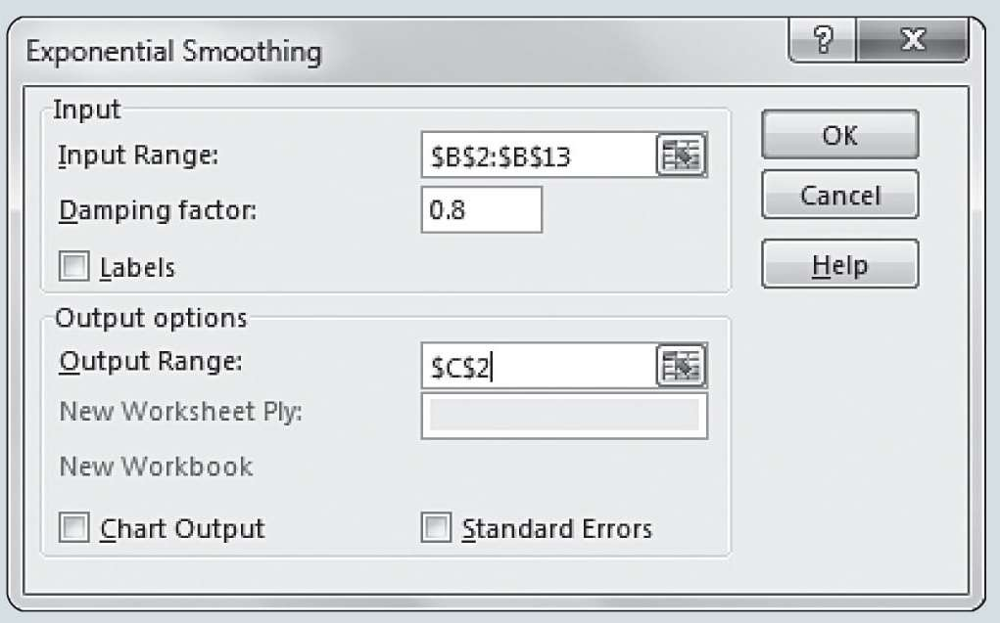 Exponential Smoothing
Input
Input Range: $B$2:$B$13
Damping factor: 0.8
Labels
OK
Cancel
Help
Output options
Output Range: $C$2
New Worksheet Ply:
New Workbook
Chart Output Standard Errors